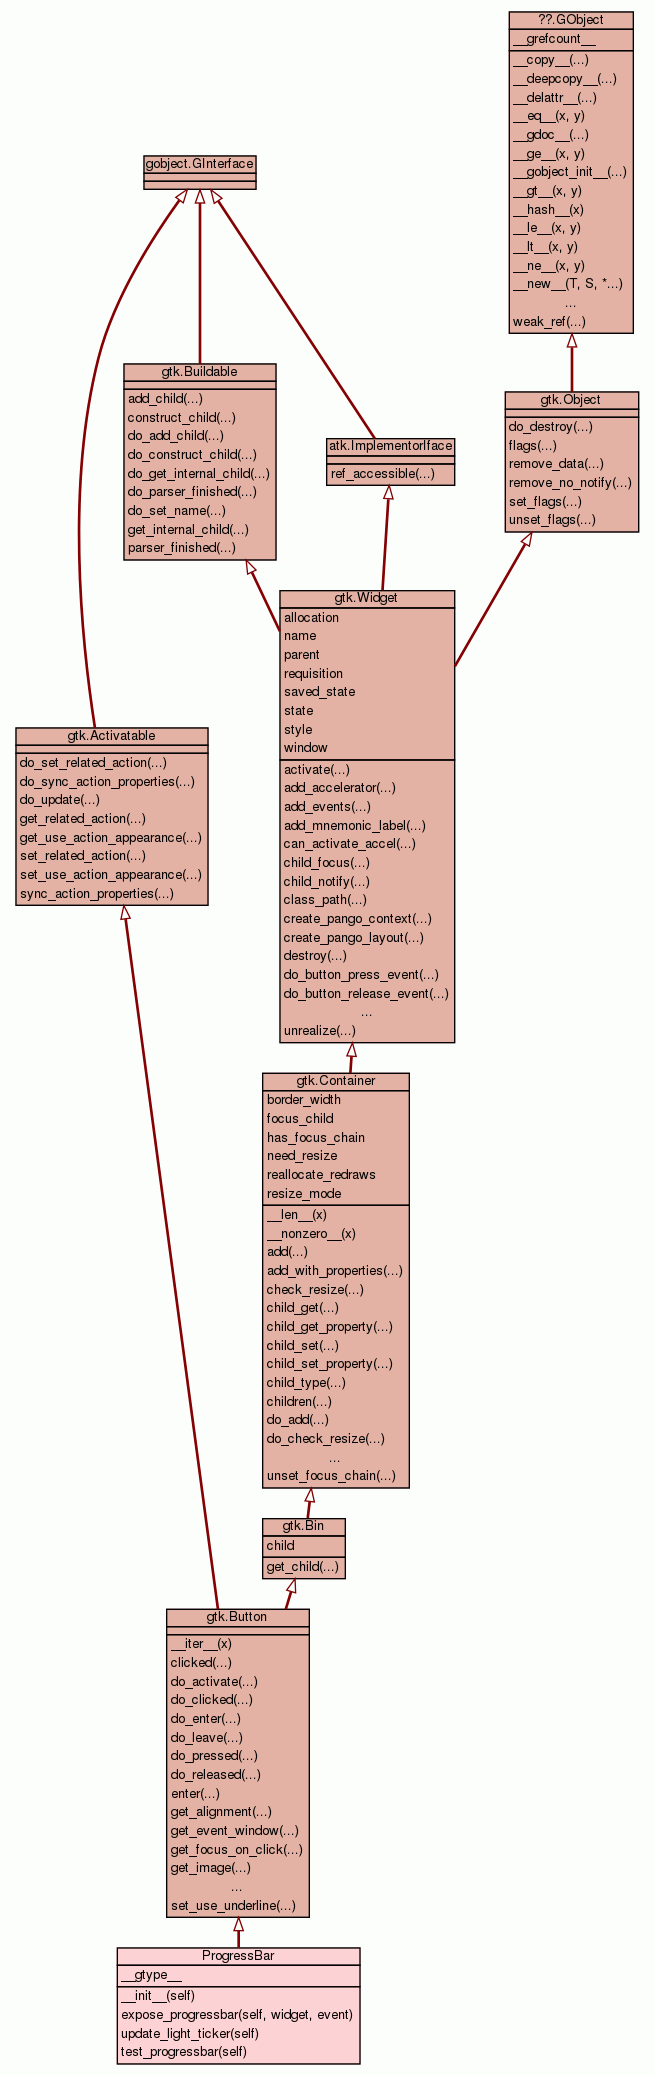 ??.GObject
__grefcount__
__copy__(...)
__deepcopy__(...)
__delattr__(...)
__eq__(x, y)
__gdoc__(...)
__ge__(x, y)
__gobject_init__(...)
__gt__(x, y)
__hash__(x)
__le__(x, y)
__lt__(x, y)
__ne__(x, y)
__new__(T, S, *...)
...
weak_ref(...)
gobject.GInterface
gtk.Buildable
add_child(...)
construct_child(...)
do_add_child(...)
do_construct_child(...)
do_get_internal_child(...)
do_parser_finished(...)
do_set_name(...)
get_internal_child(...)
parser_finished(...)
atk.ImplementorIface
ref_accessible(...)
gtk.Object
do_destroy(...)
flags(...)
remove_data(...)
remove_no_notify(...)
set_flags(...)
unset_flags(...)
gtk.Widget
allocation
name
parent
requisition
saved_state
state
style
window
activate(...)
add_accelerator(...)
add_events(...)
add_mnemonic_label(...)
can_activate_accel(...)
child_focus(...)
child_notify(...)
class_path(...)
create_pango_context(...)
create_pango_layout(...)
destroy(...)
do_button_press_event(...)
do_button_release_event(...)
...
unrealize(...)
gtk.Activatable
do_set_related_action(...)
do_sync_action_properties(...)
do_update(...)
get_related_action(...)
get_use_action_appearance(...)
set_related_action(...)
set_use_action_appearance(...)
sync_action_properties(...)
gtk.Container
border_width
focus_child
has_focus_chain
need_resize
reallocate_redraws
resize_mode
__len__(x)
__nonzero__(x)
add(...)
add_with_properties(...)
check_resize(...)
child_get(...)
child_get_property(...)
child_set(...)
child_set_property(...)
child_type(...)
children(...)
do_add(...)
do_check_resize(...)
...
unset_focus_chain(...)
gtk.Bin
child
get_child(...)
gtk.Button
__iter__(x)
clicked(...)
do_activate(...)
do_clicked(...)
do_enter(...)
do_leave(...)
do_pressed(...)
do_released(...)
enter(...)
get_alignment(...)
get_event_window(...)
get_focus_on_click(...)
get_image(...)
...
set_use_underline(...)
ProgressBar
__gtype__
__init__(self)
expose_progressbar(self, widget, event)
update_light_ticker(self)
test_progressbar(self)